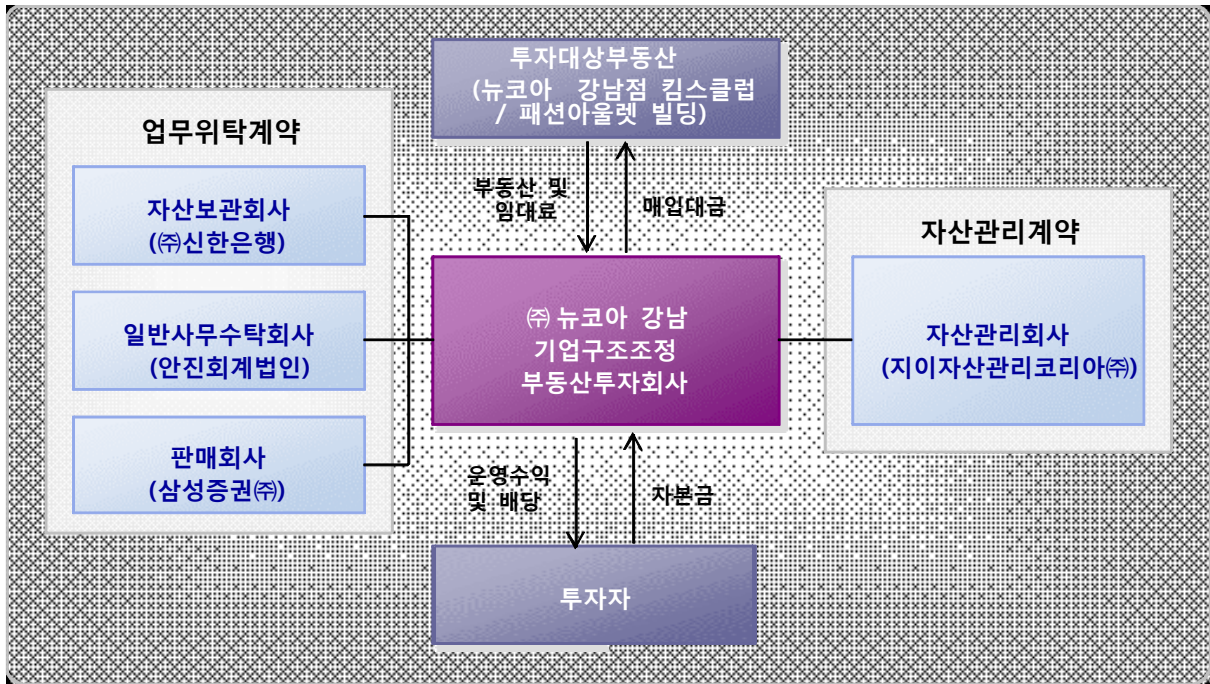 투자대상부동산
(뉴코아 강남점 킴스클럽
/ 패션아울렛 빌딩)
업무위탁계약
자산보관회사
(㈜신한은행)
일반사무수탁회사
(안진회계법인)
판매회사
(삼성증권㈜)
부동산 및
임대료
매입대금
㈜ 뉴코아 강남
기업구조조정
부동산투자회사
자산관리계약
자산관리회사
(지이자산관리코리아㈜)
운영수익
및 배당
자본금
투자자